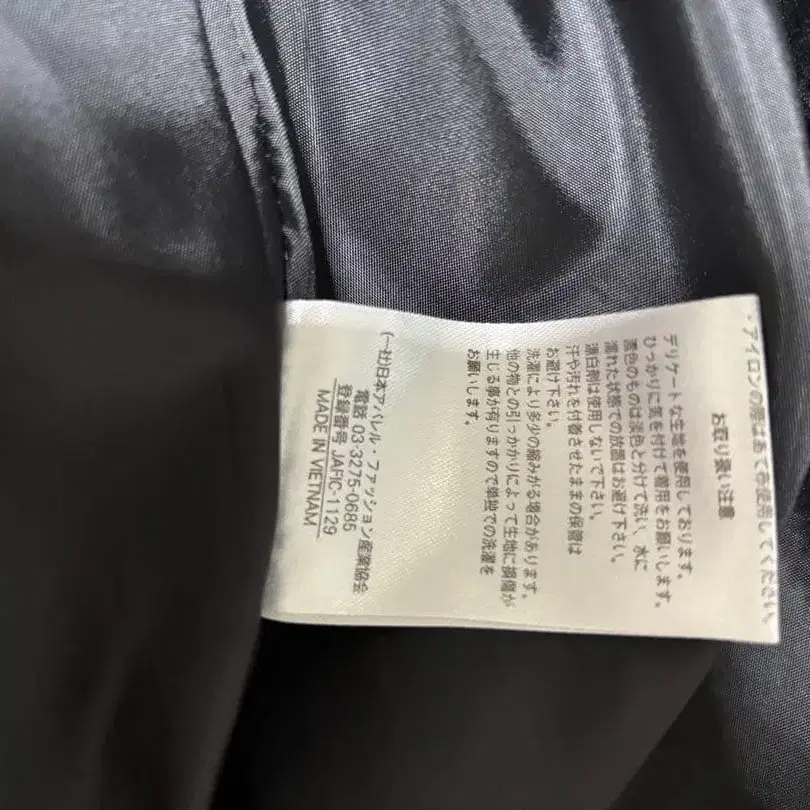 ・アイロンの際はあて布使用してください。
お取り扱い注意
デリケートな生地を使用しております。
ひっかりに気を付けて着用をお願いします。
濃色のものは淡色と分けて洗い、水に
濡れた状態での放置はお避け下さい。
漂白剤は使用しないで下さい。
汗や汚れを付着させたままの保管は
お避け下さい。
洗濯により多少の縮みがる場合があります。
他の物との引っかかりによって生地に損傷が
生じる事が有りますので単独での洗濯を
お願いします。
(一社)日本アパレル・ファッション産業協会
電話 03-3275-0685
登録番号 JAFIC-1129
MADE IN VIETNAM